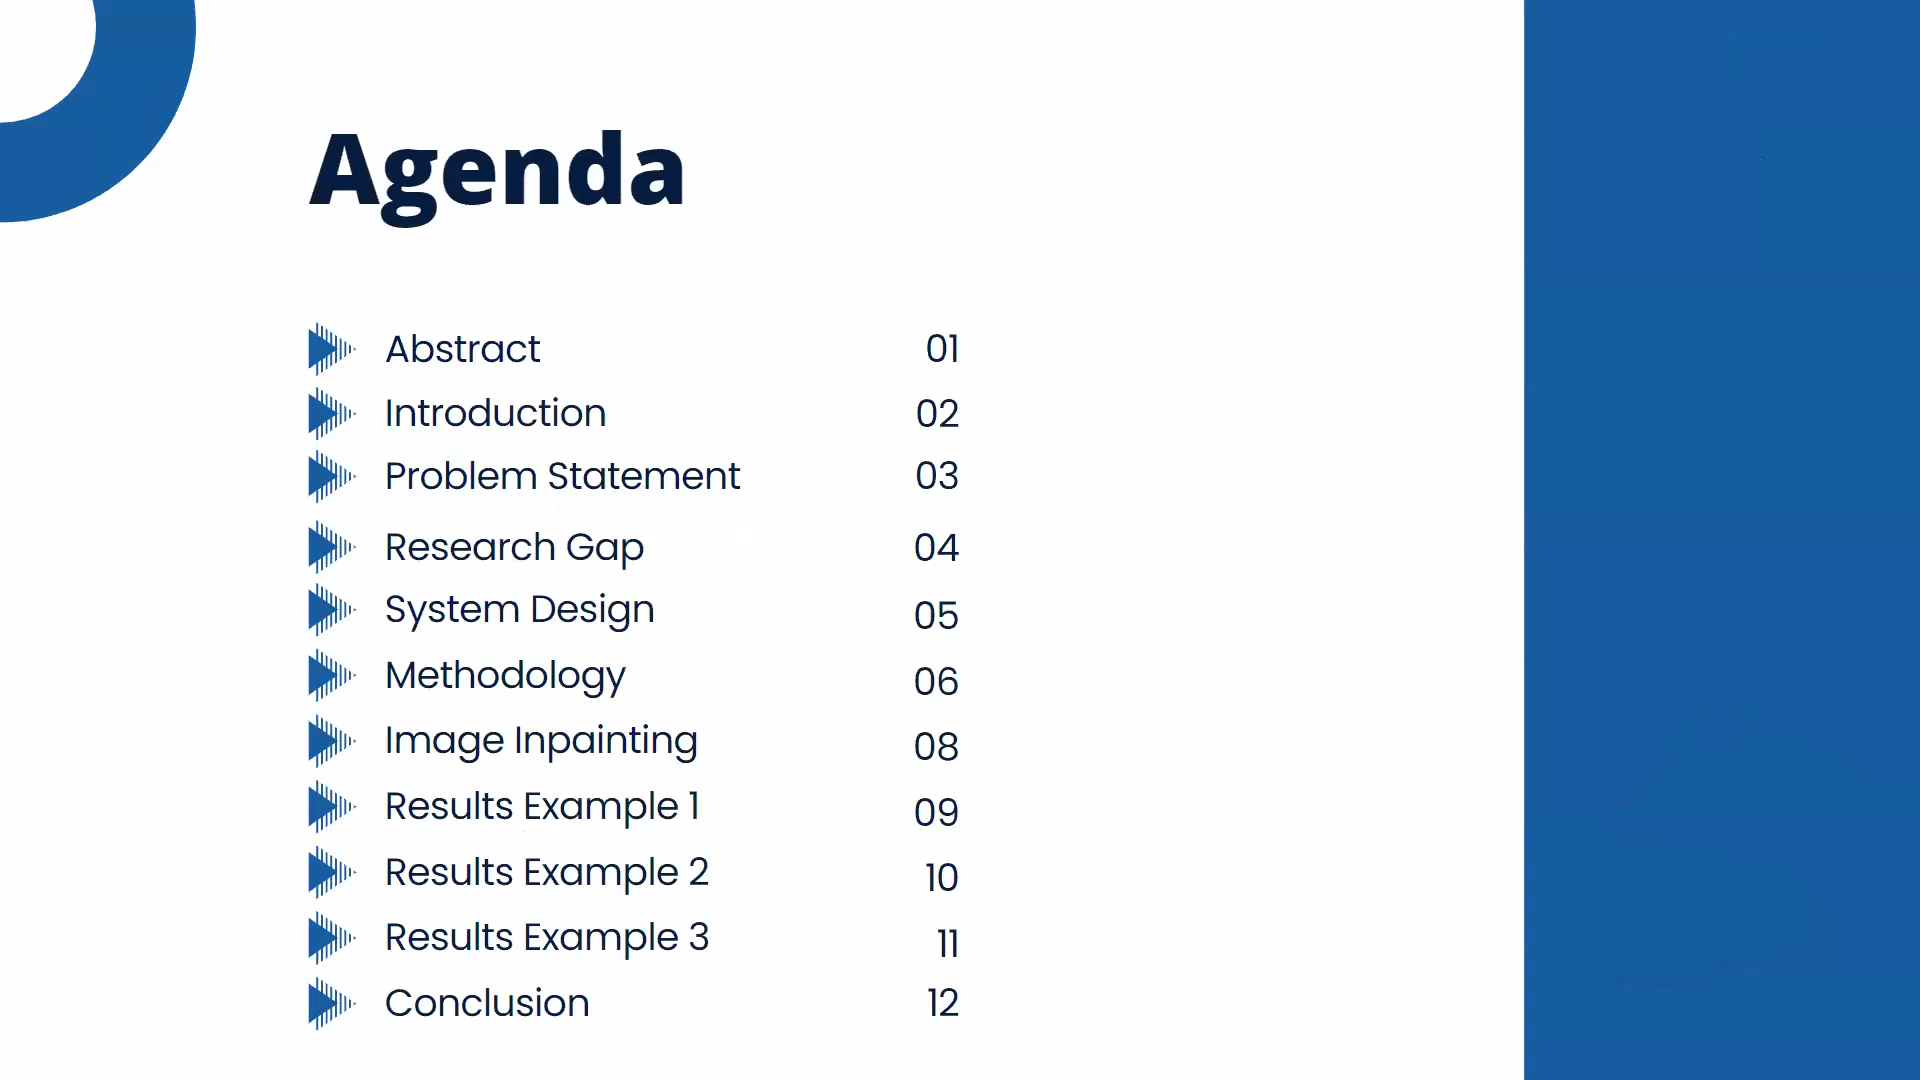 Agenda
Abstract 01
Introduction 02
Problem Statement 03
Research Gap 04
System Design 05
Methodology 06
Image Inpainting 08
Results Example 1 09
Results Example 2 10
Results Example 3 11
Conclusion 12